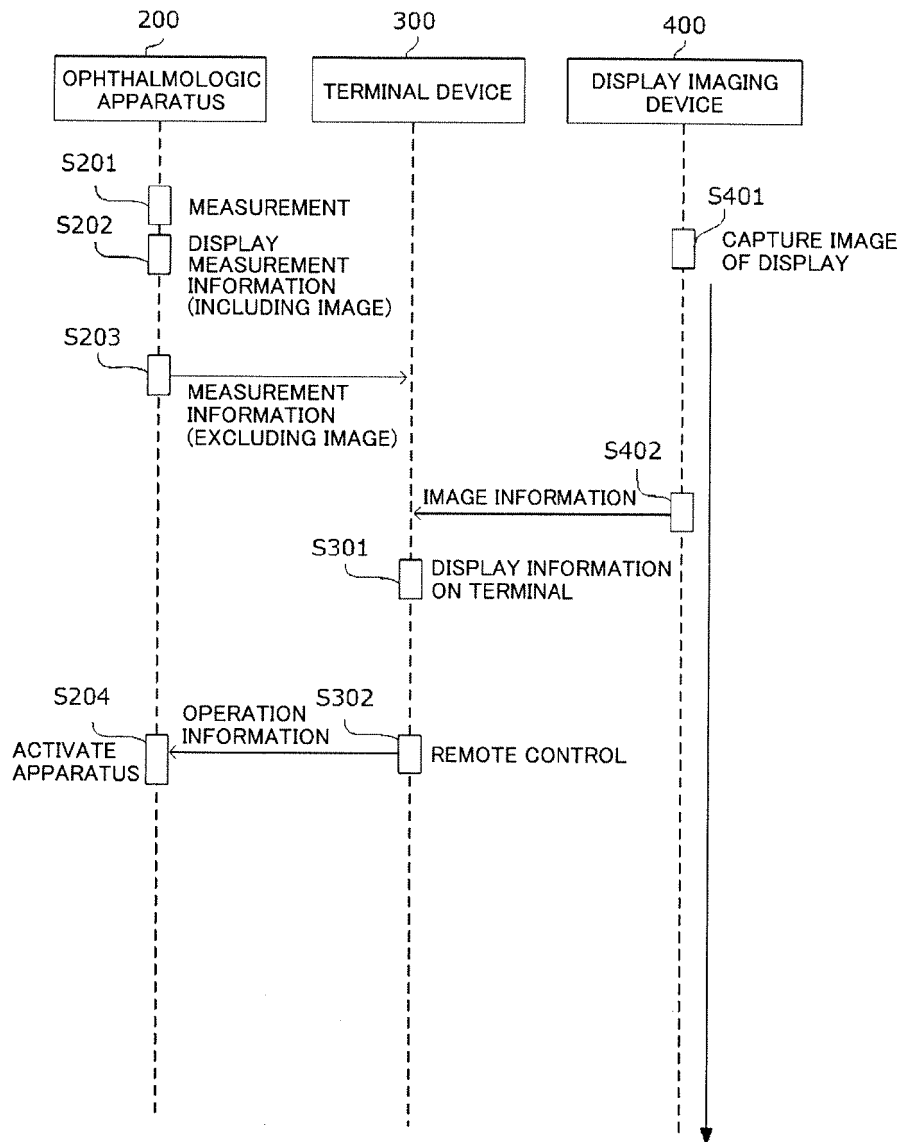 200
300
400
OPHTHALMOLOGIC
APPARATUS
TERMINAL DEVICE
DISPLAY IMAGING
DEVICE
S201
MEASUREMENT
S202
DISPLAY
MEASUREMENT
INFORMATION
(INCLUDING IMAGE)
S401
CAPTURE IMAGE
OF DISPLAY
S203
MEASUREMENT
INFORMATION
(EXCLUDING IMAGE)
S402
IMAGE INFORMATION
S301
DISPLAY INFORMATION
ON TERMINAL
S204
ACTIVATE
APPARATUS
OPERATION
INFORMATION
S302
REMOTE CONTROL